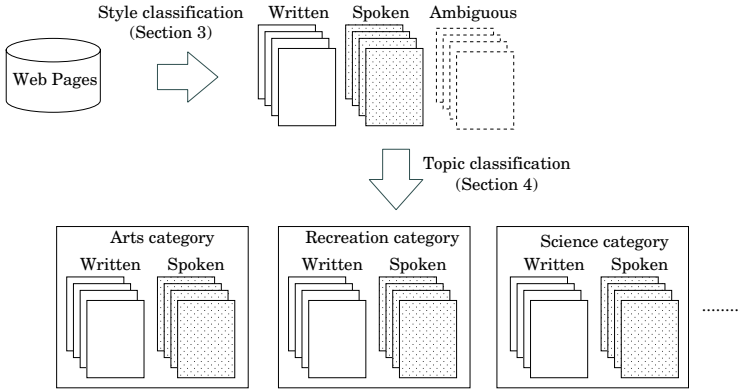 Style classification
(Section 3)
Written Spoken Ambiguous
Web Pages
Topic classification
(Section 4)
Arts category
Written Spoken
Recreation category
Written Spoken
Science category
Written Spoken
........